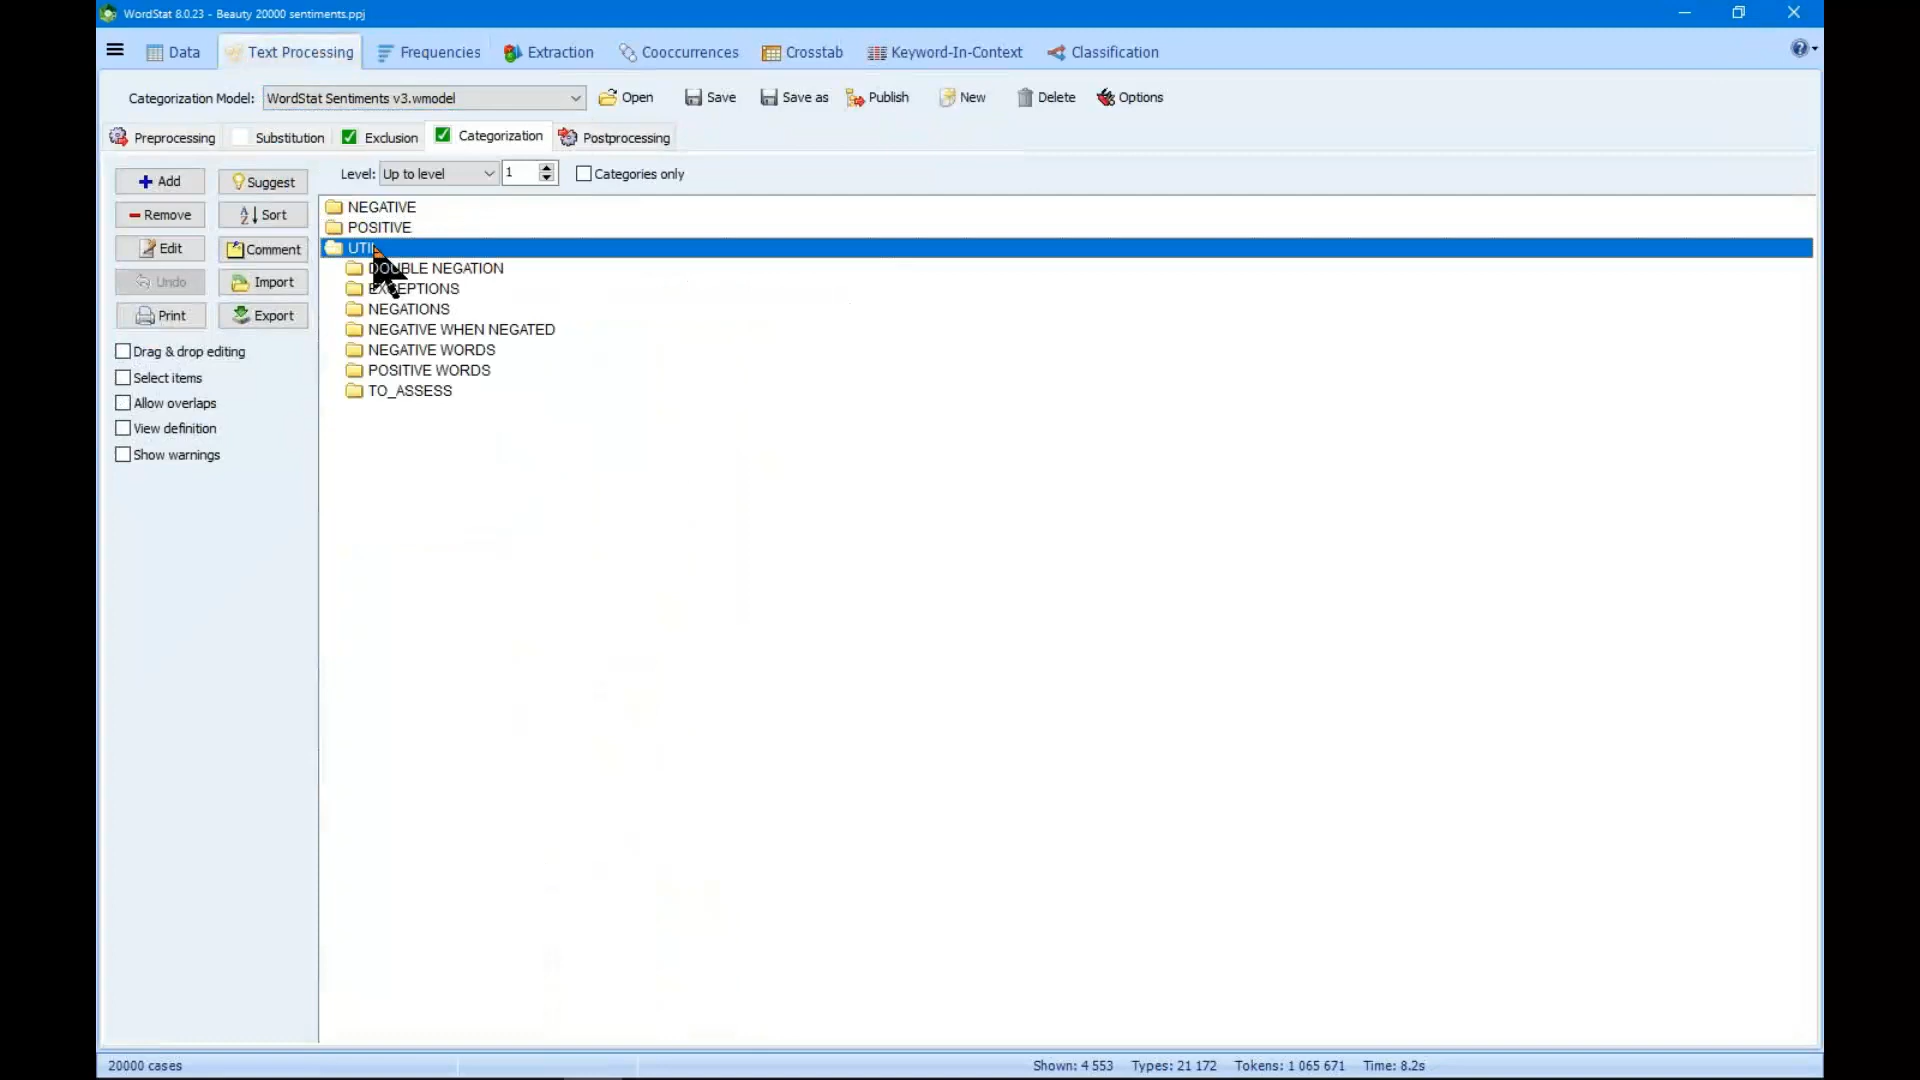 WordStat 8.0.23 - Beauty 20000 sentiments.ppj
Data Text Processing Frequencies Extraction Cooccurrences Crosstab Keyword-In-Context Classification
Categorization Model: WordStat Sentiments v3.wmodel Open Save Save as Publish New Delete Options
Preprocessing Substitution Exclusion Categorization Postprocessing
Add Suggest Level: Up to level 1 Categories only
Remove Sort
Edit Comment
Undo Import
Print Export
Drag & drop editing
Select items
Allow overlaps
View definition
Show warnings
NEGATIVE
POSITIVE
DOUBLE NEGATION
EXCEPTIONS
NEGATIONS
NEGATIVE WHEN NEGATED
NEGATIVE WORDS
POSITIVE WORDS
TO_ASSESS
20000 cases Shown: 4 553 Types: 21 172 Tokens: 1 065 671 Time: 8.2s